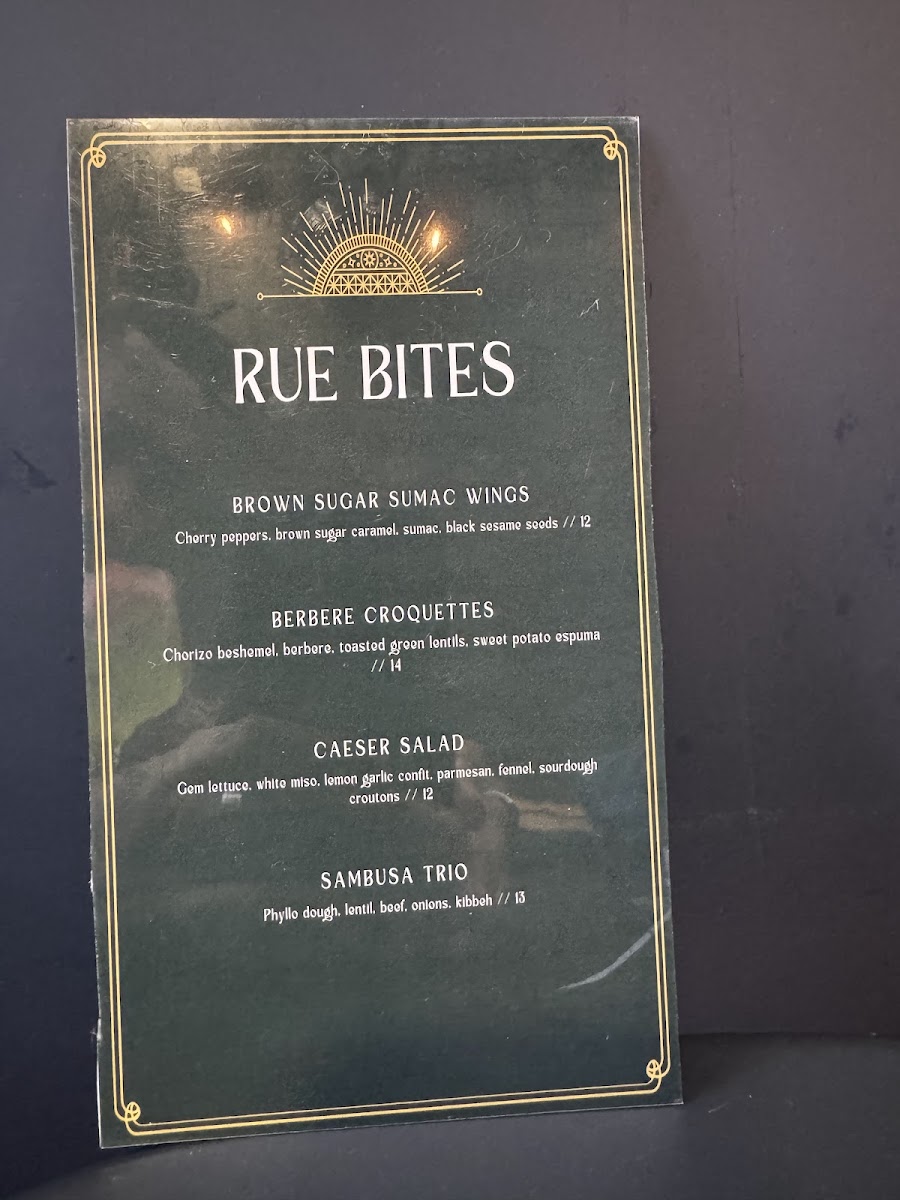 RUE BITES
BROWN SUGAR SUMAC WINGS
Cherry peppers, brown sugar caramel, sumac, black sesame seeds // 12
BERBERE CROQUETTES
Chorizo beshemel, berbere, toasted green lentils, sweet potato espuma
// 14
CAESER SALAD
Gem lettuce, white miso, lemon garlic confit, parmesan, fennel, sourdough
croutons // 12
SAMBUSA TRIO
Phyllo dough, lentil, beef, onions, kibbeh // 13